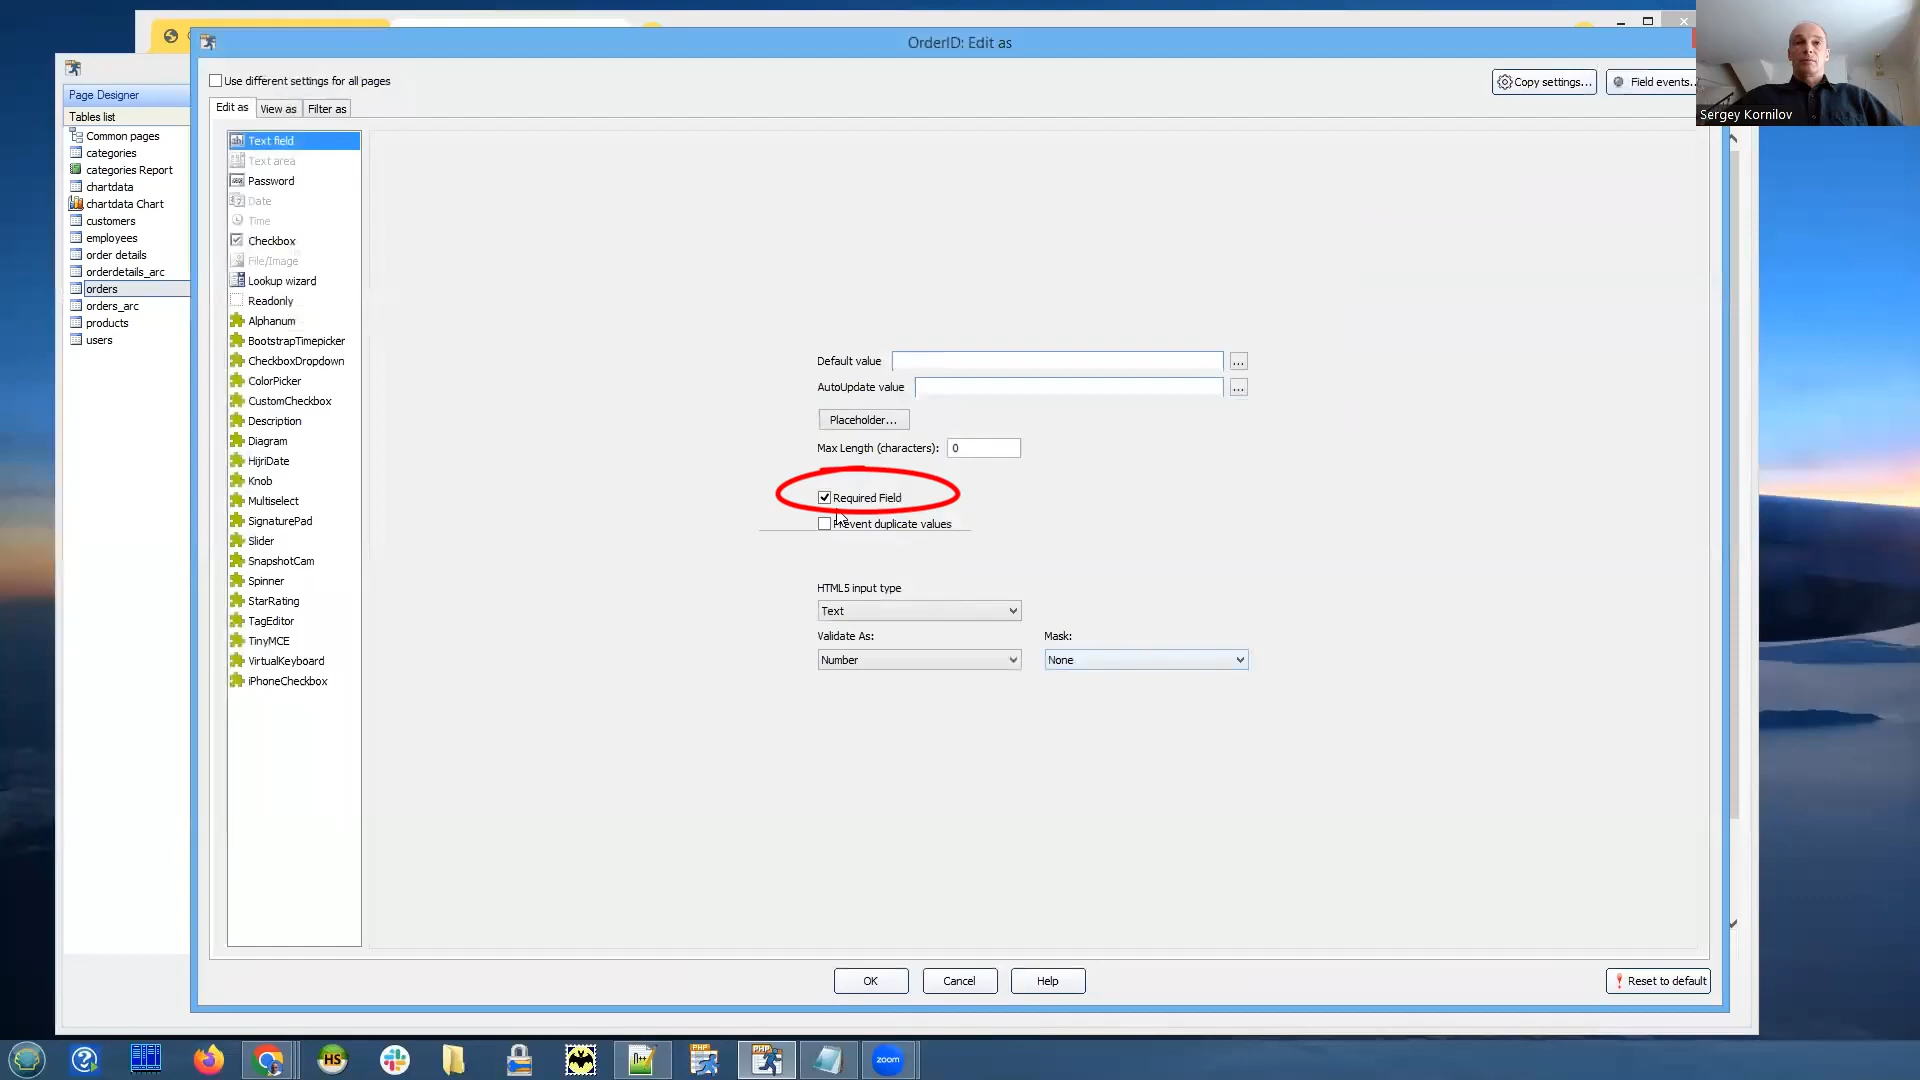 OrderID: Edit as
Sergey Kornilov
Use different settings for all pages
Copy settings...
Field events..
Edit as
View as
Filter as
Page Designer
Tables list
Common pages
categories
categories Report
chartdata
chartdata Chart
customers
employees
order details
orderdetails_arc
orders
orders_arc
products
users
Text field
Text area
Password
Date
Time
Checkbox
File/Image
Lookup wizard
Readonly
Alphanum
BootstrapTimepicker
CheckboxDropdown
ColorPicker
CustomCheckbox
Description
Diagram
HijriDate
Knob
Multiselect
SignaturePad
Slider
SnapshotCam
Spinner
StarRating
TagEditor
TinyMCE
VirtualKeyboard
iPhoneCheckbox
Default value ...
AutoUpdate value ...
Placeholder...
Max Length (characters): 0
Required Field
Prevent duplicate values
HTML5 input type
Text
Validate As: Mask:
Number None
OK Cancel Help
Reset to default
HS
n++
PHP
PHP
zoom